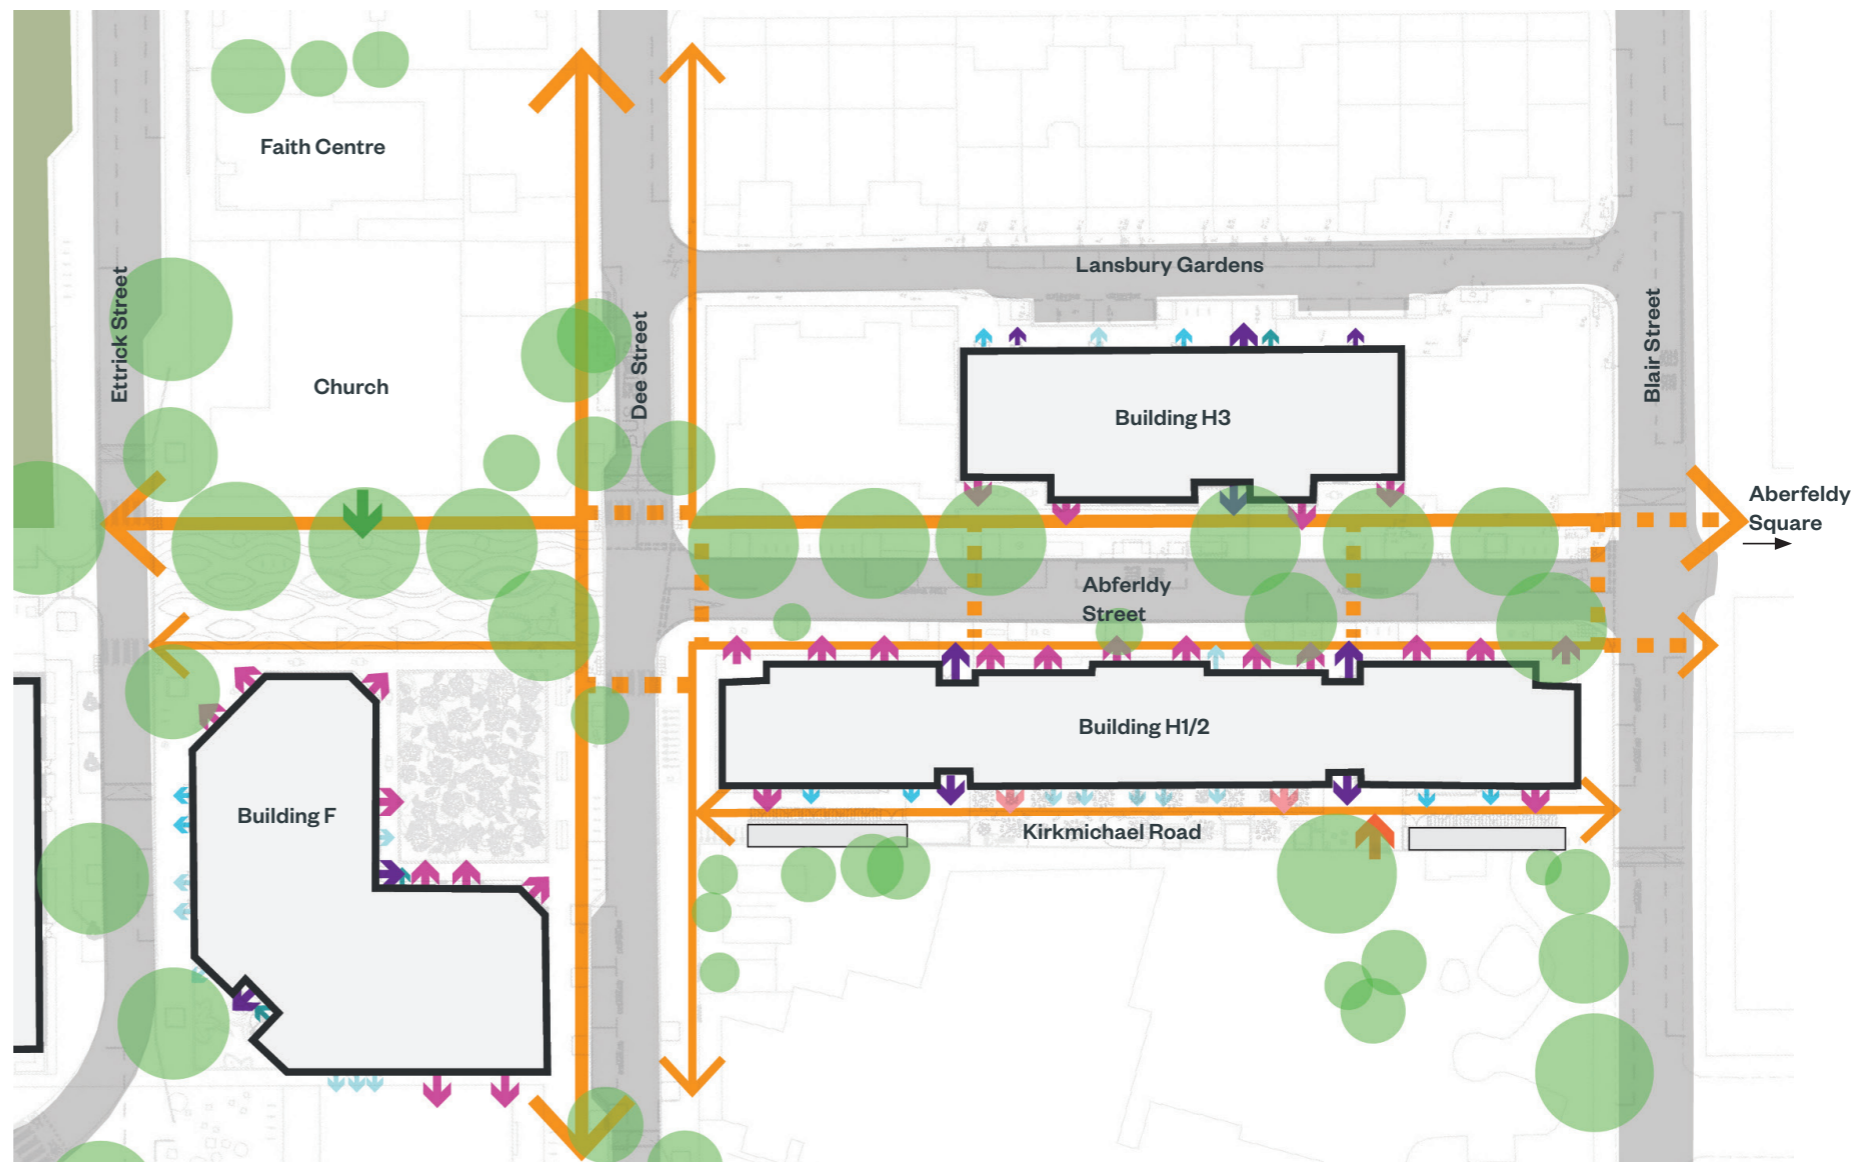 Faith Centre
Lansbury Gardens
Ettrick Street
Dee Street
Blair Street
Church
Building H3
Aberfeldy
Square
Abferldy
Street
Building H1/2
Building F
Kirkmichael Road